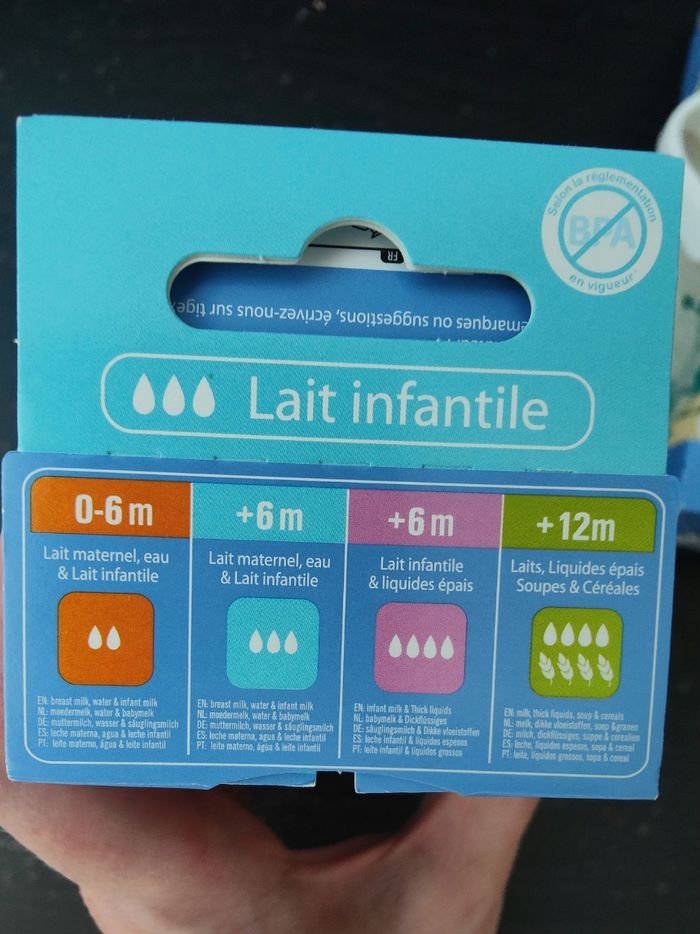 Selon la réglementation
BPA
en vigueur
FR
emarques ou suggestions, écrivez-nous sur tige
Lait infantile
0-6 m
Lait maternel, eau
& Lait infantile
EN: breast milk, water & infant milk
NL: moedermelk, water & babymelk
DE: muttermilch, wasser & säuglingsmilch
ES: leche materna, agua & leche infantil
PT: leite materno, água & leite infantil
+6 m
Lait maternel, eau
& Lait infantile
EN: breast milk, water & infant milk
NL: moedermelk, water & babymelk
DE: muttermilch, wasser & säuglingsmilch
ES: leche materna, agua & leche infantil
PT: leite materno, água & leite infantil
+6 m
Lait infantile
& liquides épais
EN: infant milk & Thick liquids
NL: babymelk & Dickflüssiges
DE: säuglingsmilch & Dikke vloeistoffen
ES: leche infantil & liquidos espesos
PT: leite infantil & líquidos grossos
+12m
Laits, Liquides épais
Soupes & Céréales
EN: milk, thick liquids, soup & cereals
NL: melk, dikke vloeistoffen, soep &granen
DE: milch, dickflüssiges, suppe & cerealien
ES: leche, liquidos espesos, sopa & cereal
PT: leite, líquidos grossos, sopa & cereal